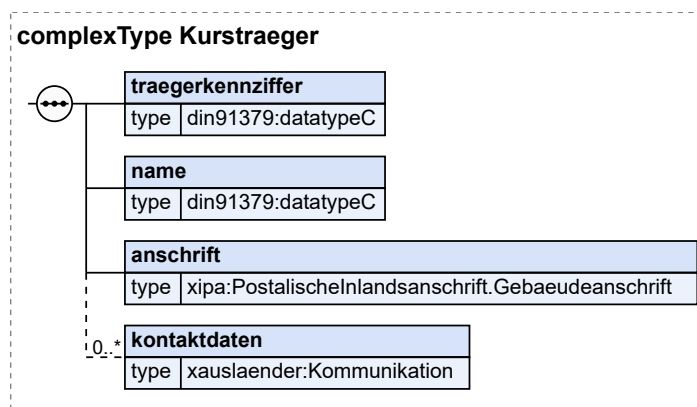 complexType Kurstraeger
traegerkennziffer
type din91379:datatypeC
name
type din91379:datatypeC
anschrift
type xipa:PostalischeInlandsanschrift.Gebaeudeanschrift
0..* kontaktdaten
type xauslaender:Kommunikation